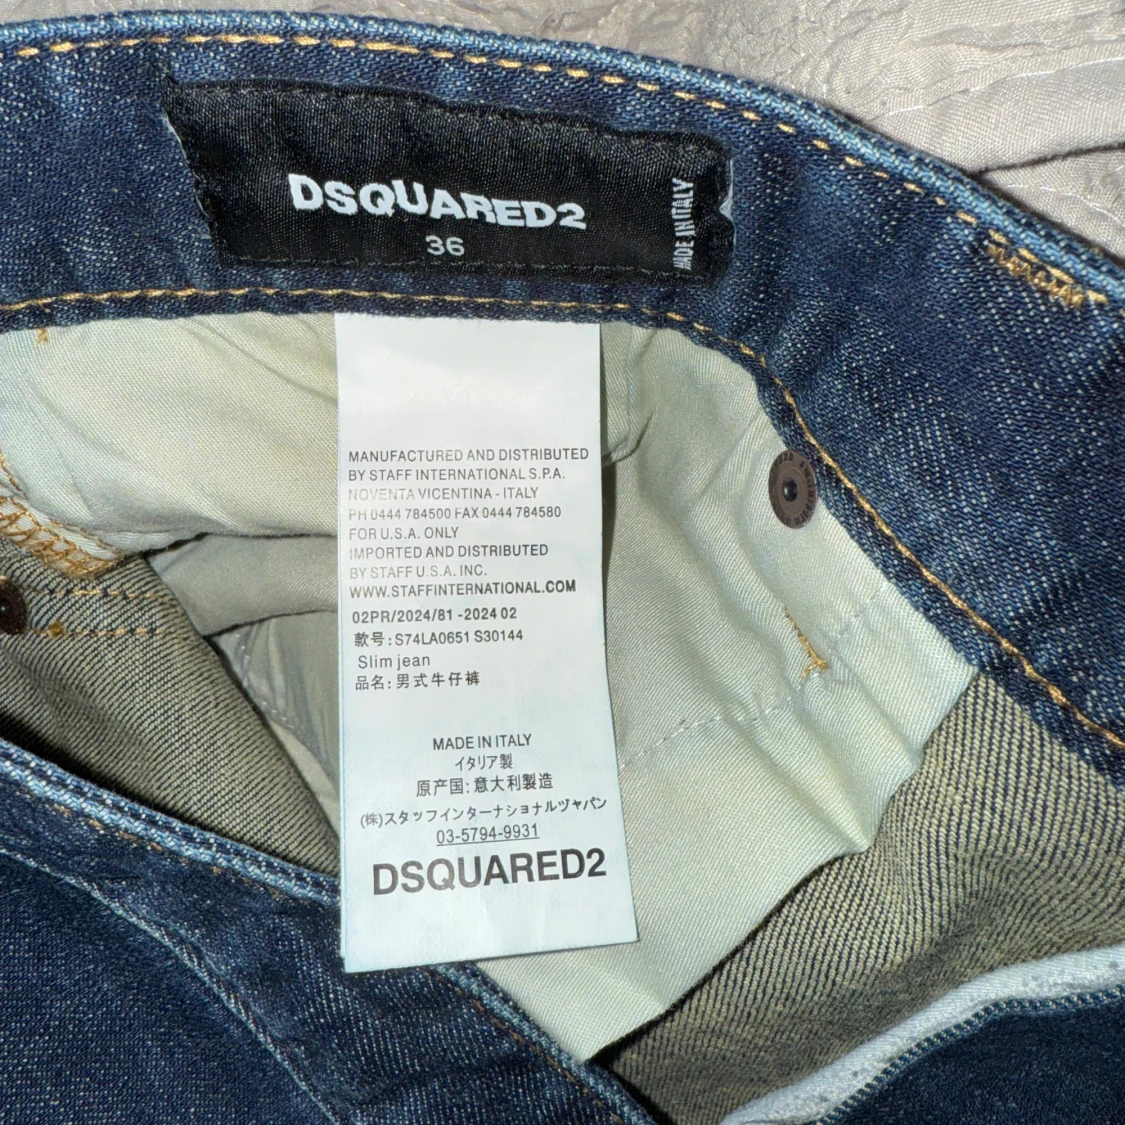 DSQUARED2
36
MADE IN ITALY
MANUFACTURED AND DISTRIBUTED
BY STAFF INTERNATIONAL S.P.A.
NOVENTA VICENTINA - ITALY
PH 0444 784500 FAX 0444 784580
FOR U.S.A. ONLY
IMPORTED AND DISTRIBUTED
BY STAFF U.S.A. INC.
WWW.STAFFINTERNATIONAL.COM
02PR/2024/81 -2024 02
款号: S74LA0651 S30144
Slim jean
品名: 男式牛仔裤
MADE IN ITALY
イタリア製
原产国: 意大利製造
(株)スタッフインターナショナルヅャパン
03-5794-9931
DSQUARED2